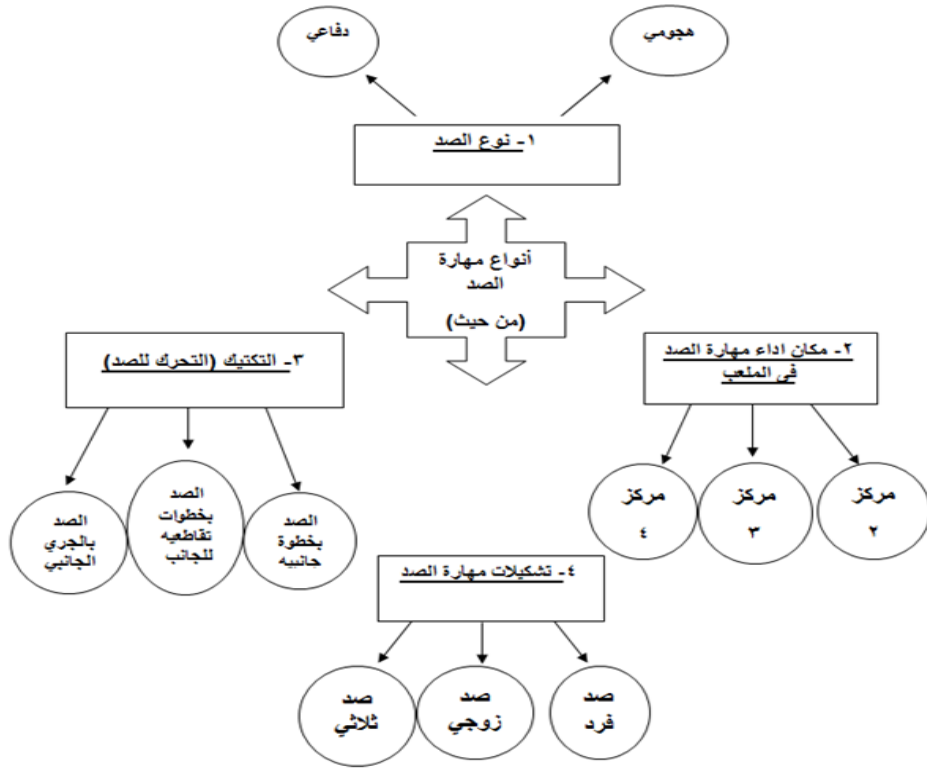 هجومي
دفاعي
١- نوع الصد
أنواع مهارة
الصد
(من حيث)
٢- مكان اداء مهارة الصد
فى الملعب
مركز
٢
مركز
٣
مركز
٤
٣- التكتيك (التحرك للصد)
الصد
بخطوة
جانبيه
الصد
بخطوات
تقاطعيه
للجانب
الصد
بالجري
الجانبي
٤- تشكيلات مهارة الصد
صد
فرد
صد
زوجي
صد
ثلاثي